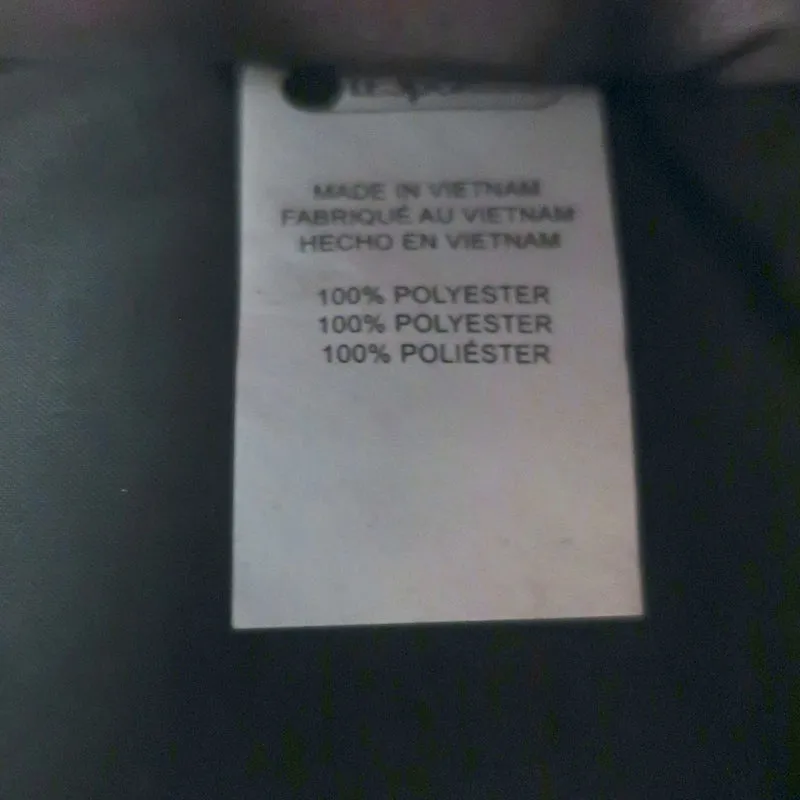 MADE IN VIETNAM
FABRIQUÉ AU VIETNAM
HECHO EN VIETNAM
100% POLYESTER
100% POLYESTER
100% POLIÉSTER